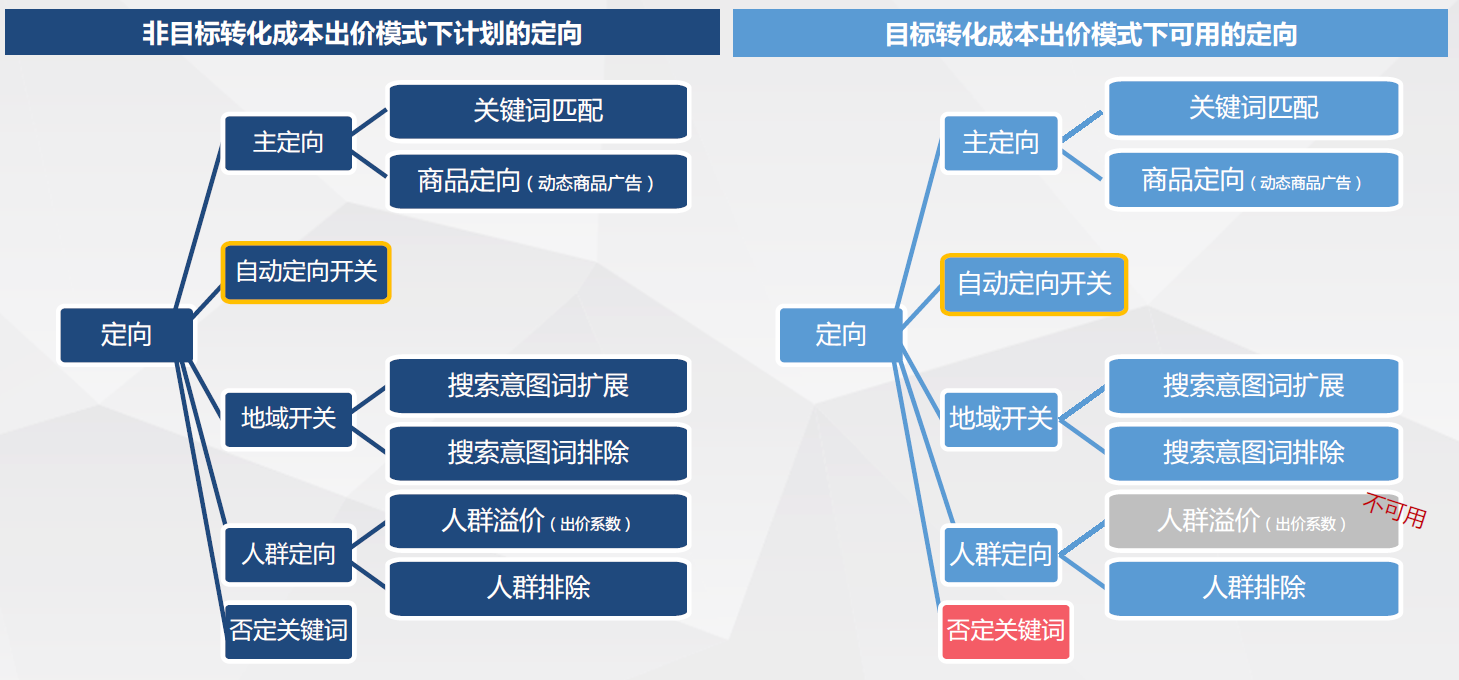 非目标转化成本出价模式下计划的定向
定向
主定向
关键词匹配
商品定向（动态商品广告）
自动定向开关
地域开关
搜索意图词扩展
搜索意图词排除
人群定向
人群溢价（出价系数）
人群排除
否定关键词
目标转化成本出价模式下可用的定向
定向
主定向
关键词匹配
商品定向（动态商品广告）
自动定向开关
地域开关
搜索意图词扩展
搜索意图词排除
人群定向
人群溢价（出价系数）
不可用
人群排除
否定关键词